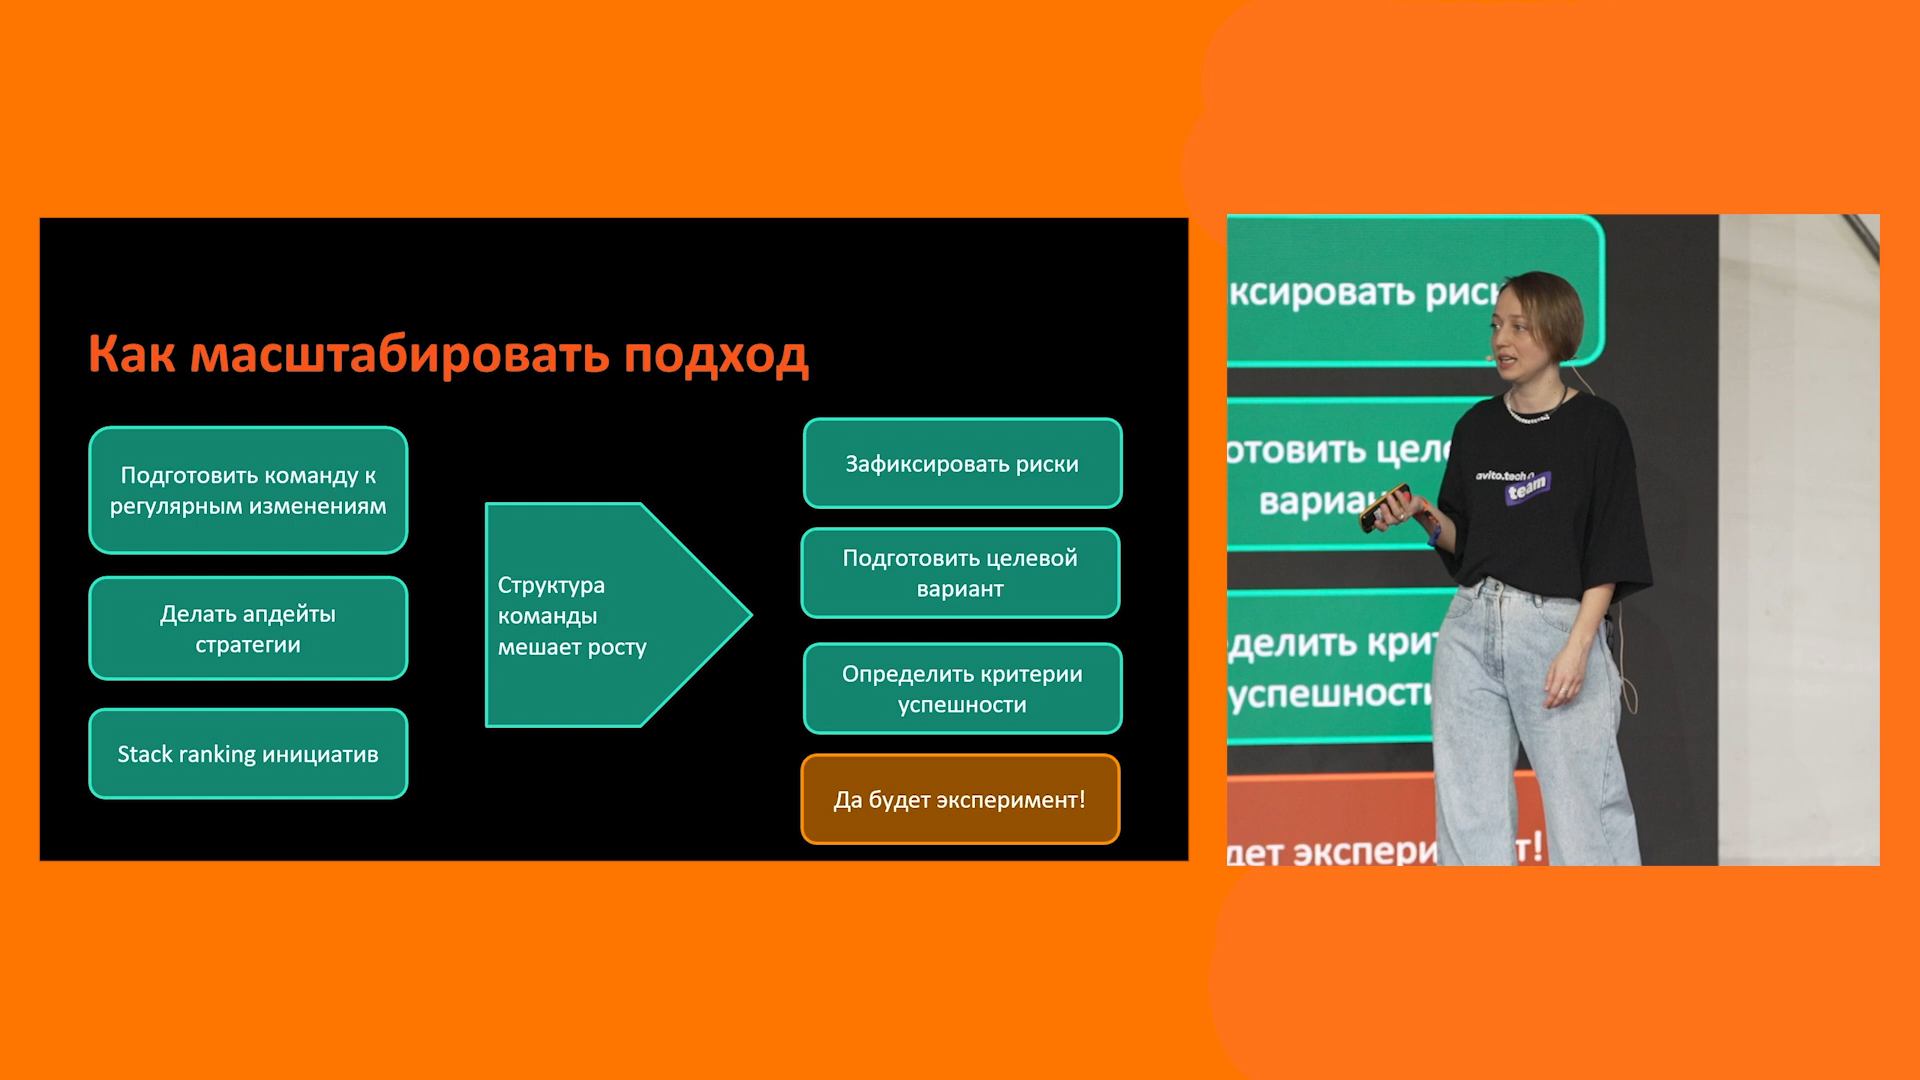 Как масштабировать подход
Подготовить команду к
регулярным изменениям
Делать апдейты
стратегии
Stack ranking инициатив
Структура
команды
мешает росту
Зафиксировать риски
Подготовить целевой
вариант
Определить критерии
успешности
Да будет эксперимент!
ксировать риск
отовить целе
вариан
делить крит
успешности
дет экспери т!
avito.tech
team